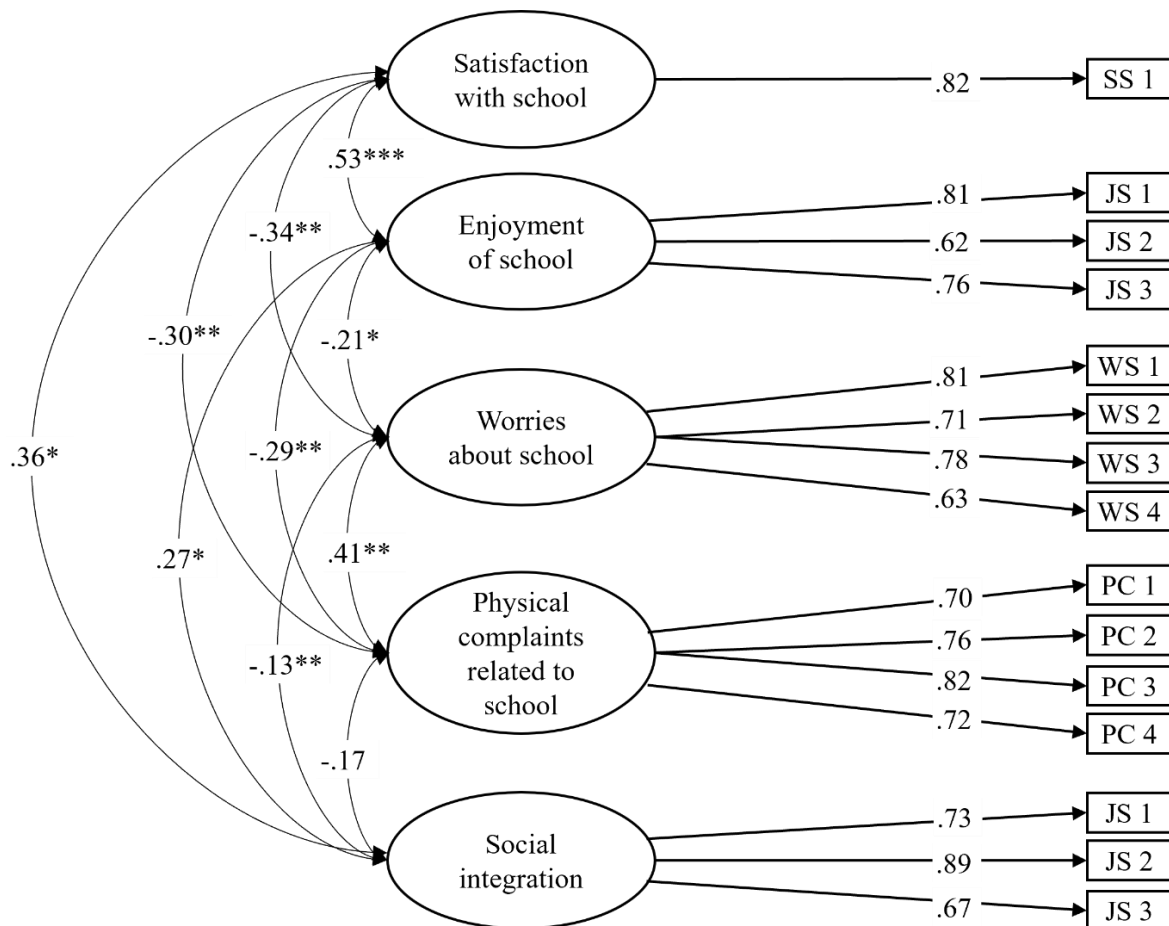 Satisfaction
with school
.82
SS 1
.53***
.81
JS 1
Enjoyment
of school
.62
JS 2
.76
JS 3
-.34**
-.30**
-.21*
.81
WS 1
Worries
about school
.71
WS 2
.78
WS 3
.63
WS 4
.36*
-.29**
.27*
.41**
.70
PC 1
Physical
complaints
related to
school
.76
PC 2
.82
PC 3
.72
PC 4
-.13**
-.17
.73
JS 1
Social
integration
.89
JS 2
.67
JS 3